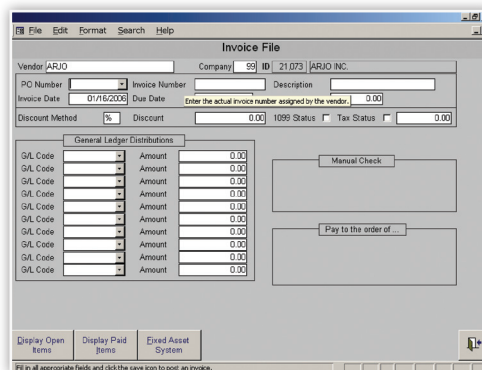 File Edit Format Search Help
Invoice File
Vendor ARJO Company 99 ID 21,073 ARJO INC.
PO Number Invoice Number Description
Invoice Date 01/16/2006 Due Date 0.00
Enter the actual invoice number assigned by the vendor.
Discount Method % Discount 0.00 1099 Status Tax Status 0.00
General Ledger Distributions
G/L Code Amount 0.00
G/L Code Amount 0.00
G/L Code Amount 0.00
G/L Code Amount 0.00
G/L Code Amount 0.00
G/L Code Amount 0.00
G/L Code Amount 0.00
G/L Code Amount 0.00
G/L Code Amount 0.00
G/L Code Amount 0.00
Manual Check
Pay to the order of ...
Display Open Items
Display Paid Items
Fixed Asset System
Fill in all appropriate fields and click the save icon to post an invoice.